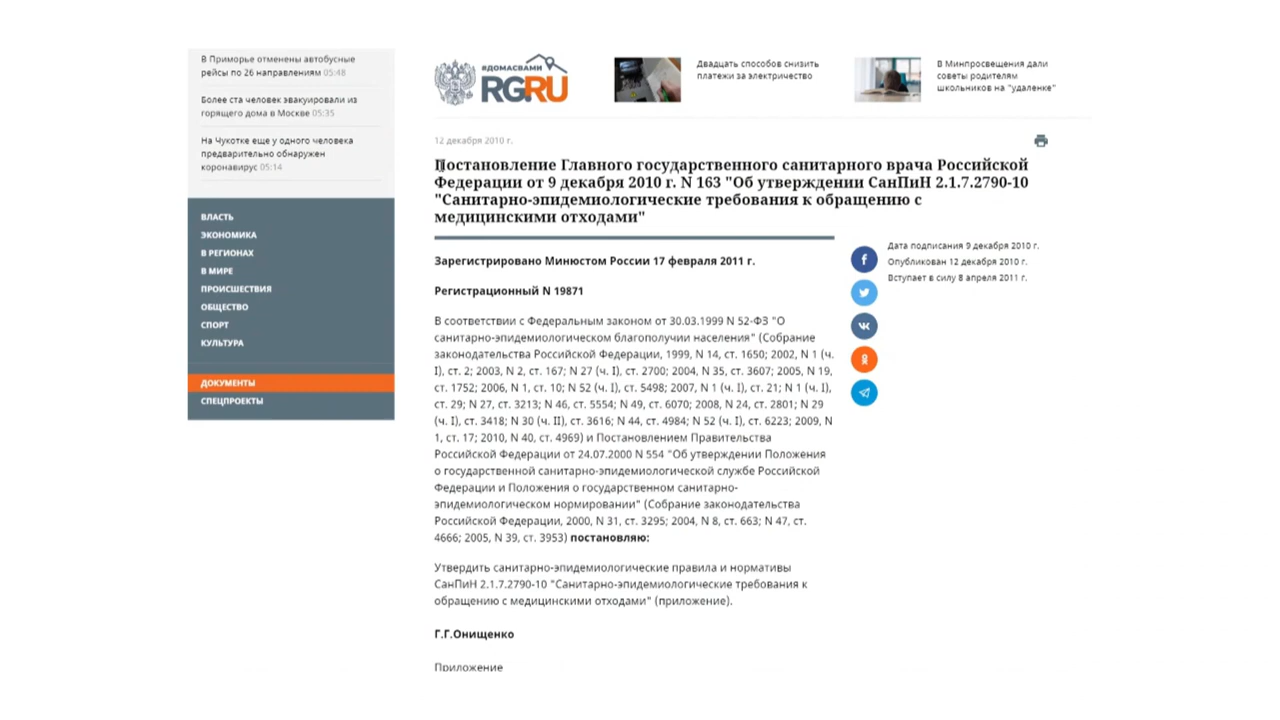 В Приморье отменены автобусные
рейсы по 26 направлениям 05:48
Более ста человек эвакуировали из
горящего дома в Москве 05:35
На Чукотке еще у одного человека
предварительно обнаружен
коронавирус 05:14
ВЛАСТЬ
ЭКОНОМИКА
В РЕГИОНАХ
В МИРЕ
ПРОИСШЕСТВИЯ
ОБЩЕСТВО
СПОРТ
КУЛЬТУРА
ДОКУМЕНТЫ
СПЕЦПРОЕКТЫ
#ДОМАСВАМИ
RG.RU
Двадцать способов снизить
платежи за электричество
В Минпросвещения дали
советы родителям
школьников на "удаленке"
12 декабря 2010 г.
Постановление Главного государственного санитарного врача Российской
Федерации от 9 декабря 2010 г. N 163 "Об утверждении СанПиН 2.1.7.2790-10
"Санитарно-эпидемиологические требования к обращению с
медицинскими отходами"
Зарегистрировано Минюстом России 17 февраля 2011 г.
Регистрационный N 19871
В соответствии с Федеральным законом от 30.03.1999 N 52-ФЗ "О
санитарно-эпидемиологическом благополучии населения" (Собрание
законодательства Российской Федерации, 1999, N 14, ст. 1650; 2002, N 1 (ч.
I), ст. 2; 2003, N 2, ст. 167; N 27 (ч. I), ст. 2700; 2004, N 35, ст. 3607; 2005, N 19,
ст. 1752; 2006, N 1, ст. 10; N 52 (ч. I), ст. 5498; 2007, N 1 (ч. I), ст. 21; N 1 (ч. I),
ст. 29; N 27, ст. 3213; N 46, ст. 5554; N 49, ст. 6070; 2008, N 24, ст. 2801; N 29
(ч. I), ст. 3418; N 30 (ч. II), ст. 3616; N 44, ст. 4984; N 52 (ч. I), ст. 6223; 2009, N
1, ст. 17; 2010, N 40, ст. 4969) и Постановлением Правительства
Российской Федерации от 24.07.2000 N 554 "Об утверждении Положения
о государственной санитарно-эпидемиологической службе Российской
Федерации и Положения о государственном санитарно-
эпидемиологическом нормировании" (Собрание законодательства
Российской Федерации, 2000, N 31, ст. 3295; 2004, N 8, ст. 663; N 47, ст.
4666; 2005, N 39, ст. 3953) постановляю:
Утвердить санитарно-эпидемиологические правила и нормативы
СанПиН 2.1.7.2790-10 "Санитарно-эпидемиологические требования к
обращению с медицинскими отходами" (приложение).
Г.Г.Онищенко
Приложение
Дата подписания 9 декабря 2010 г.
Опубликован 12 декабря 2010 г.
Вступает в силу 8 апреля 2011 г.